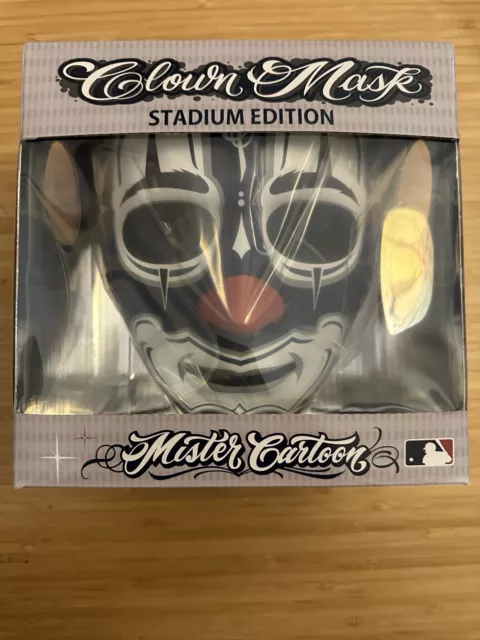 Clown Mask
STADIUM EDITION
Mister Cartoon